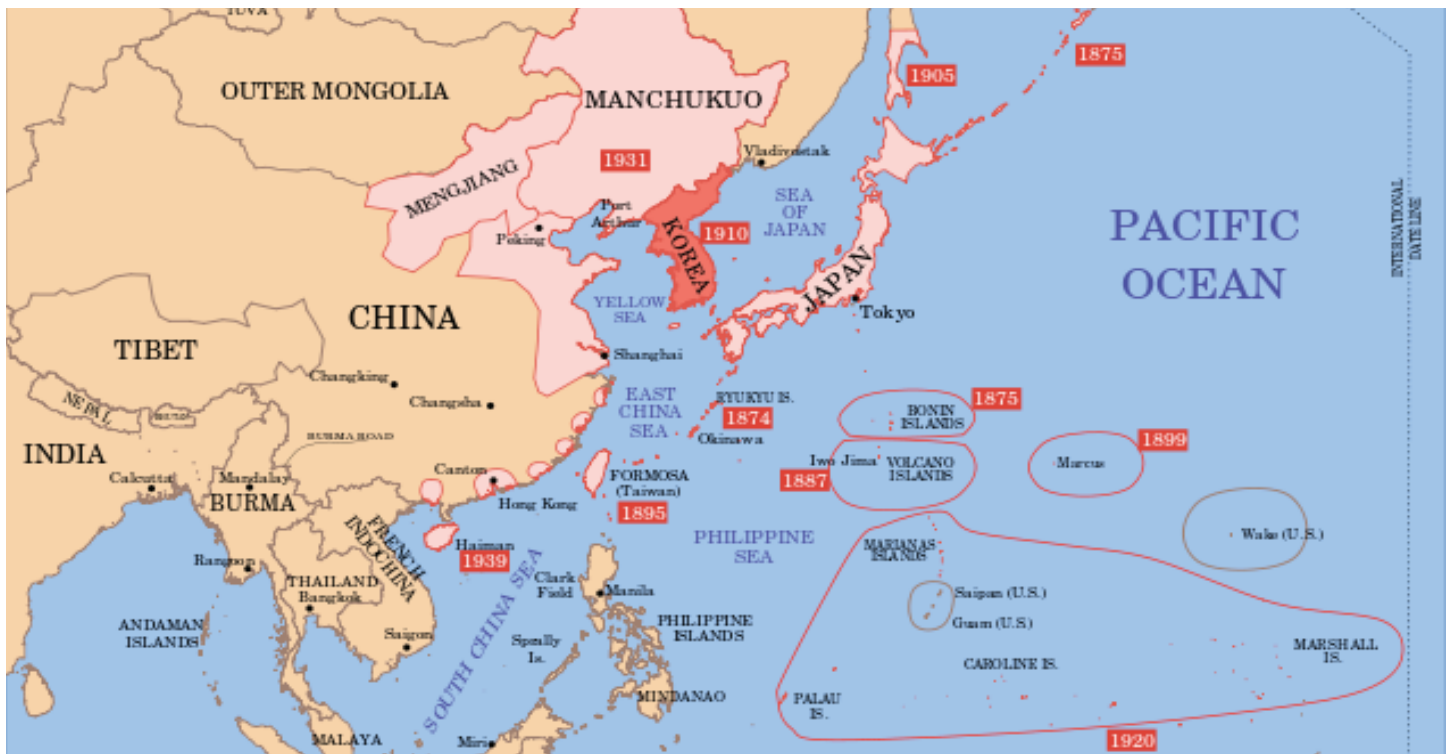 TUVA
1875
1905
OUTER MONGOLIA
MANCHUKUO
1931
Vladivostak
MENGJIANG
Port
Arthur
SEA
OF
JAPAN
Peking
KOREA
1910
PACIFIC
OCEAN
INTERNATIONAL
DATE LINE
JAPAN
YELLOW
SEA
Tokyo
CHINA
TIBET
Shanghai
Chungking
Changsha
NEPAL
EAST
CHINA
SEA
RYUKYU IS.
1874
Okinawa
1875
BONIN
ISLANDS
BURMA ROAD
INDIA
Calcutta
Mandalay
BURMA
Canton
Hong Kong
FORMOSA
(Taiwan)
1895
Iwo Jima
VOLCANO
ISLANDS
1887
1899
Marcus
FRENCH
INDOCHINA
Hainan
1939
PHILIPPINE
SEA
Wake (U.S.)
MARIANAS
ISLANDS
Rangoon
THAILAND
Bangkok
Clark
Field
Manila
Saipan (U.S.)
Guam (U.S.)
ANDAMAN
ISLANDS
Saigon
SOUTH CHINA SEA
Spratly
Is.
PHILIPPINE
ISLANDS
MARSHALL
IS.
CAROLINE IS.
MINDANAO
PALAU
IS.
MALAYA
Miri
1920